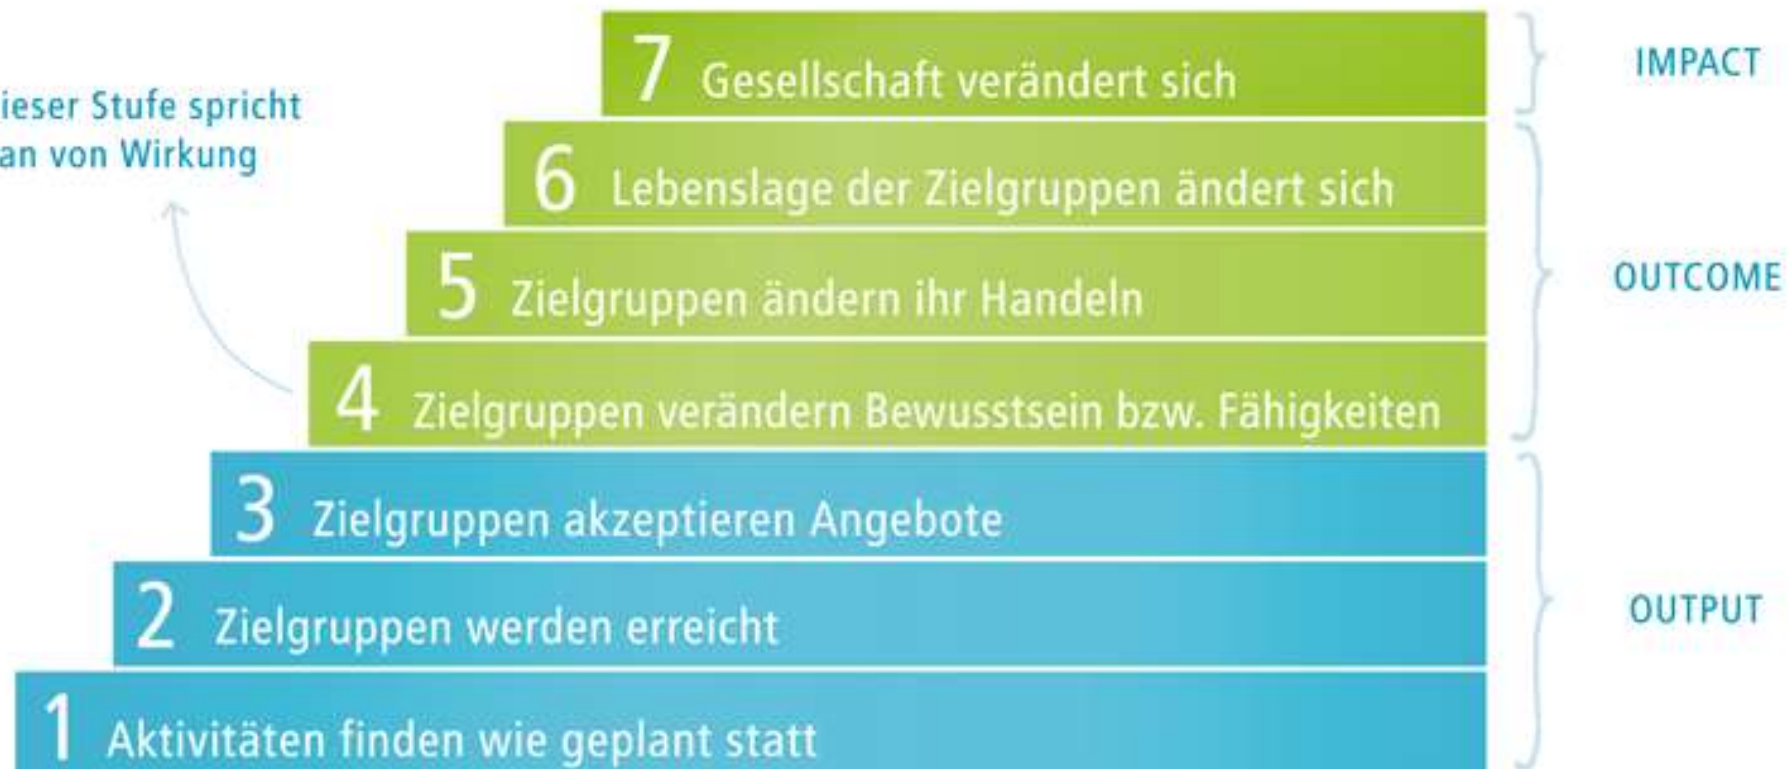 7 Gesellschaft verändert sich
IMPACT
ieser Stufe spricht
an von Wirkung
6 Lebenslage der Zielgruppen ändert sich
5 Zielgruppen ändern ihr Handeln
OUTCOME
4 Zielgruppen verändern Bewusstsein bzw. Fähigkeiten
3 Zielgruppen akzeptieren Angebote
2 Zielgruppen werden erreicht
OUTPUT
1 Aktivitäten finden wie geplant statt